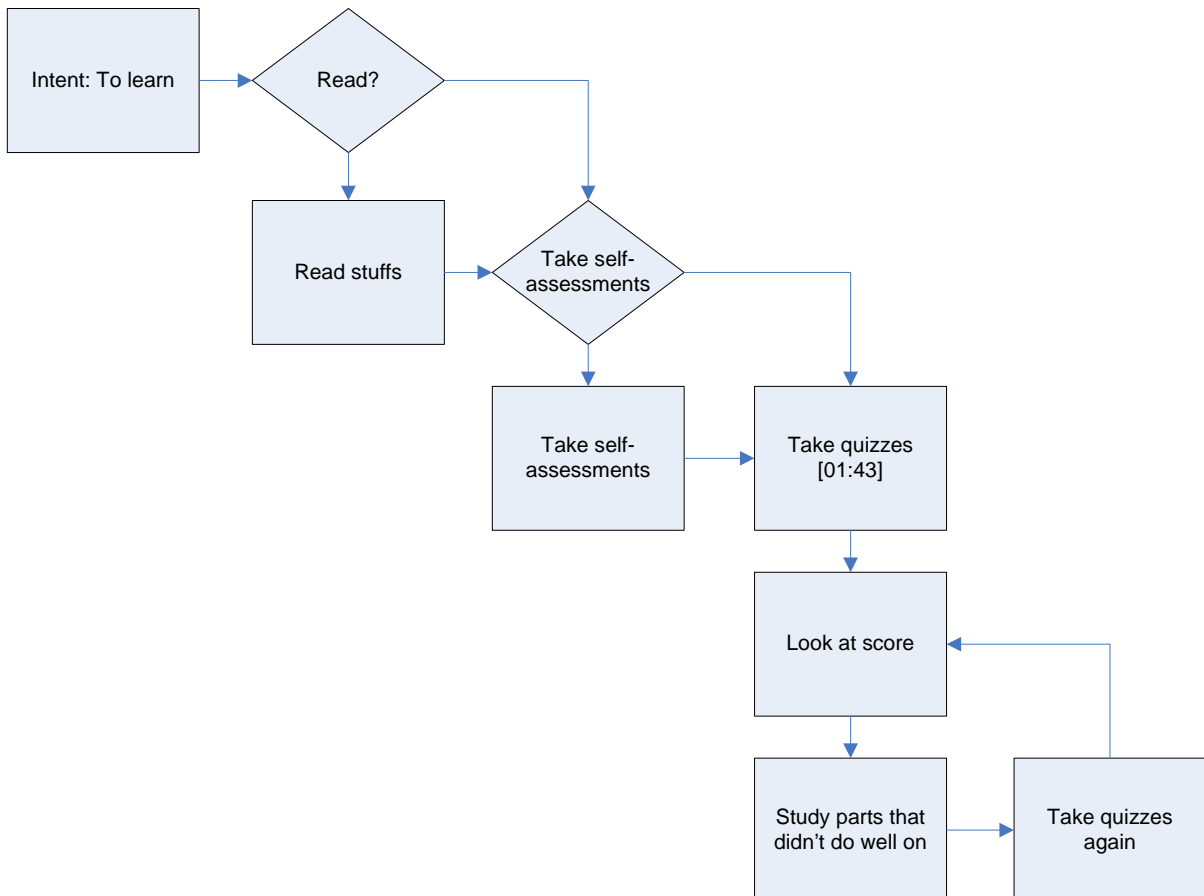 Intent: To learn
Read?
Read stuffs
Take self-
assessments
Take self-
assessments
Take quizzes
[01:43]
Look at score
Study parts that
didn’t do well on
Take quizzes
again